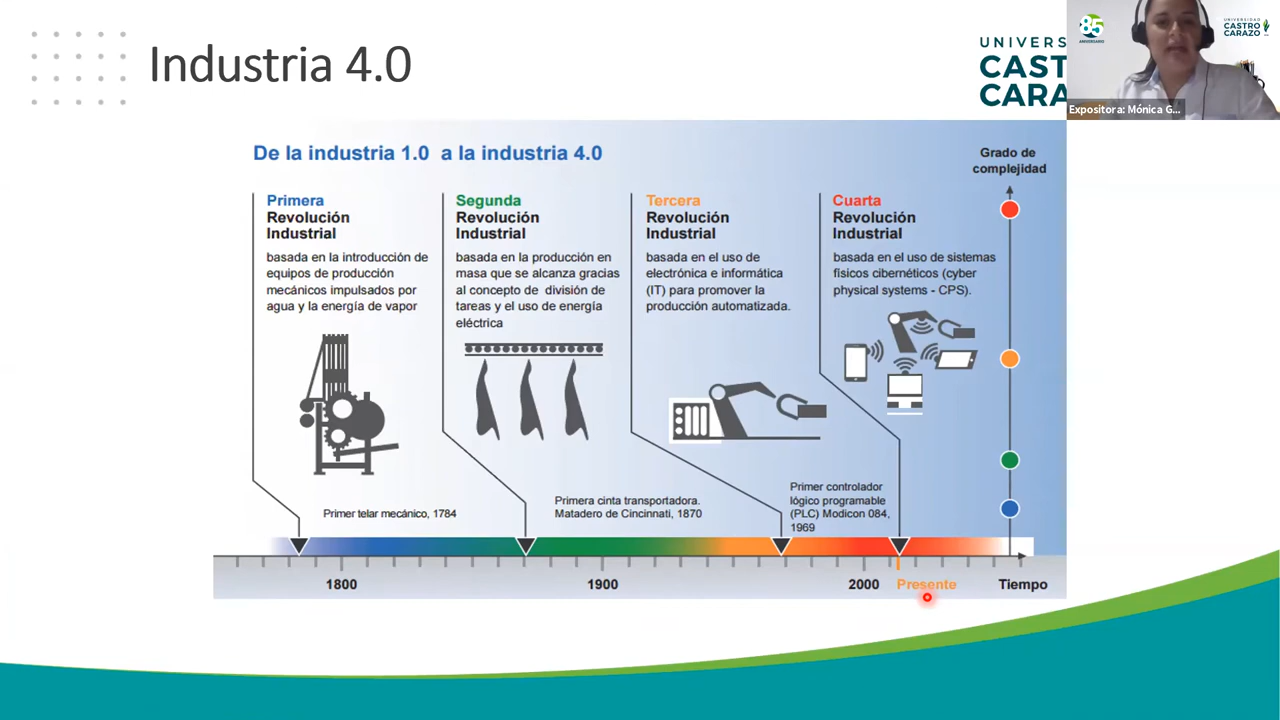 Industria 4.0
UNIVERS
CAST
CARA
85
ANIVERSARIO
UNIVERSIDAD
CASTRO
CARAZO
Expositora: Mónica G...
De la industria 1.0 a la industria 4.0
Grado de
complejidad
Primera
Revolución
Industrial
basada en la introducción de
equipos de producción
mecánicos impulsados por
agua y la energía de vapor
Segunda
Revolución
Industrial
basada en la producción en
masa que se alcanza gracias
al concepto de división de
tareas y el uso de energía
eléctrica
Tercera
Revolución
Industrial
basada en el uso de
electrónica e informática
(IT) para promover la
producción automatizada.
Cuarta
Revolución
Industrial
basada en el uso de sistemas
físicos cibernéticos (cyber
physical systems - CPS).
Primer telar mecánico, 1784
Primera cinta transportadora.
Matadero de Cincinnati, 1870
Primer controlador
lógico programable
(PLC) Modicon 084,
1969
1800
1900
2000
Presente
Tiempo